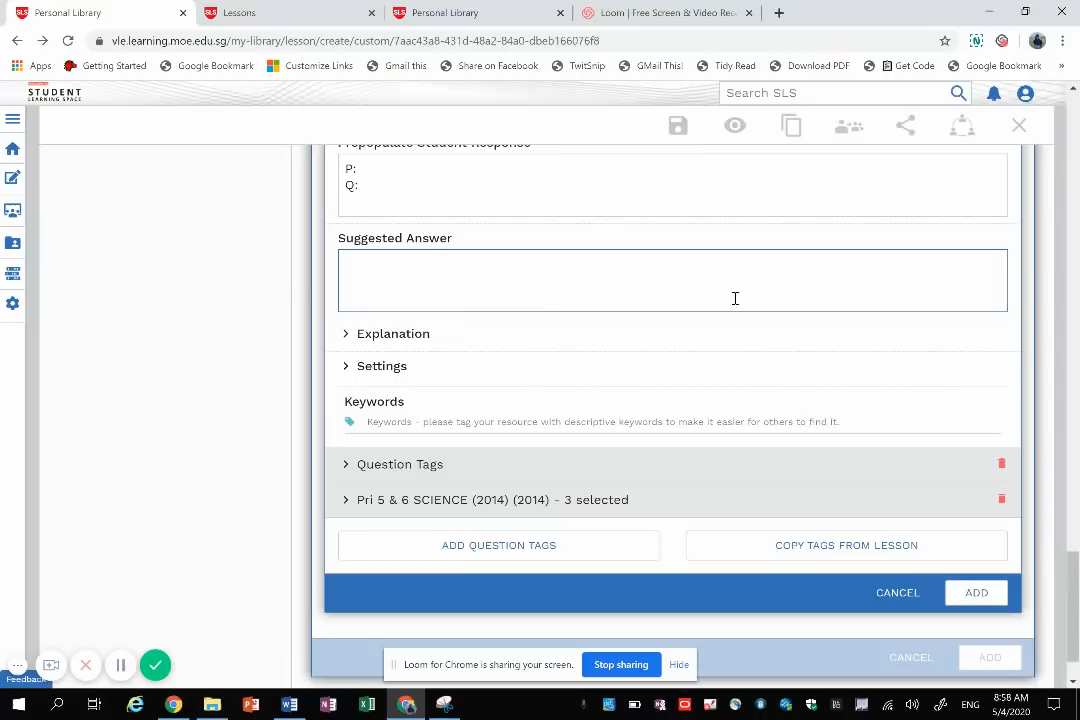 Personal Library
Lessons
Personal Library
Loom | Free Screen & Video Rec
vle.learning.moe.edu.sg/my-library/lesson/create/custom/7aac43a8-431d-48a2-84a0-dbeb166076f8
Apps Getting Started Google Bookmark Customize Links Gmail this Share on Facebook TwitSnip GMail This! Tidy Read Download PDF Get Code Google Bookmark »
STUDENT
LEARNING SPACE
Search SLS
Prepopulate Student Response
P:
Q:
Suggested Answer
Explanation
Settings
Keywords
Keywords - please tag your resource with descriptive keywords to make it easier for others to find it.
Question Tags
Pri 5 & 6 SCIENCE (2014) (2014) - 3 selected
ADD QUESTION TAGS COPY TAGS FROM LESSON
CANCEL ADD
CANCEL ADD
Loom for Chrome is sharing your screen. Stop sharing Hide
Feedback
ENG
8:58 AM
5/4/2020